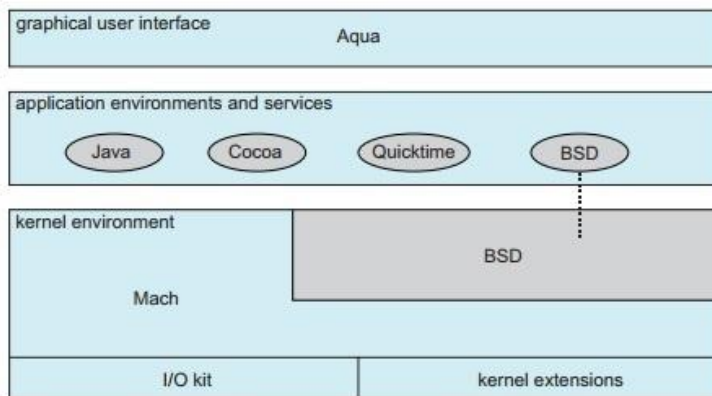 graphical user interface
Aqua
application environments and services
Java Cocoa Quicktime BSD
kernel environment
BSD
Mach
I/O kit kernel extensions